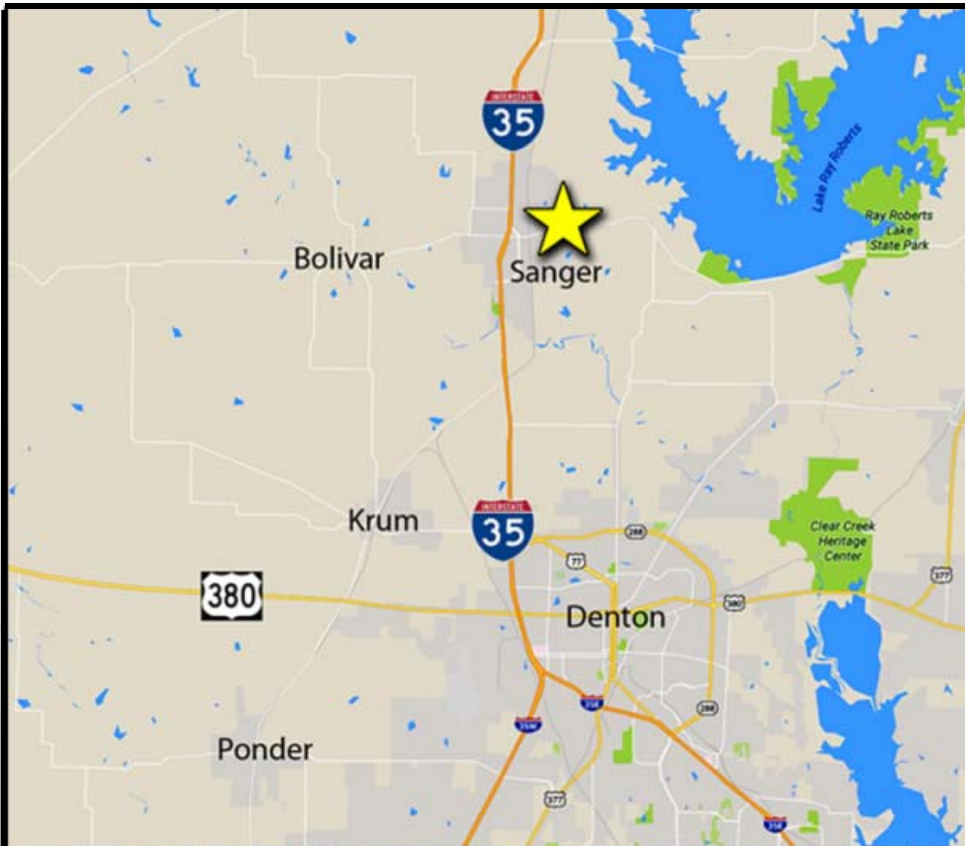 INTERSTATE
35
Lake Ray Roberts
Ray Roberts
Lake
State Park
Bolivar
Sanger
INTERSTATE
35
Krum
288
77
Clear Creek
Heritage
Center
377
380
380
Denton
35E
288
35W
Ponder
377
35E